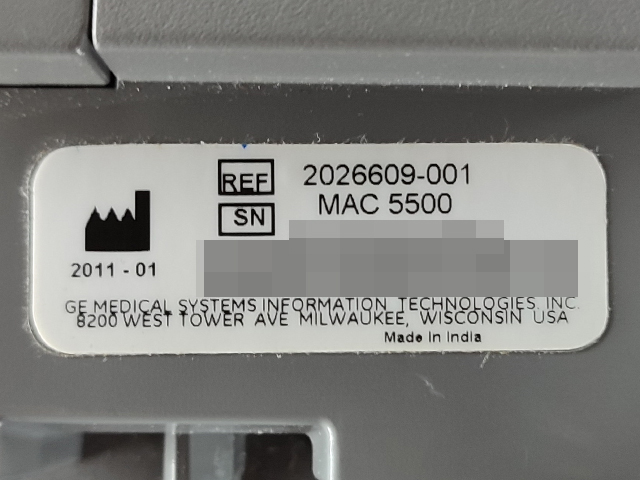 REF 2026609-001
SN MAC 5500
2011 - 01
GE MEDICAL SYSTEMS INFORMATION TECHNOLOGIES. INC.
8200 WEST TOWER AVE MILWAUKEE, WISCONSIN USA
Made In India